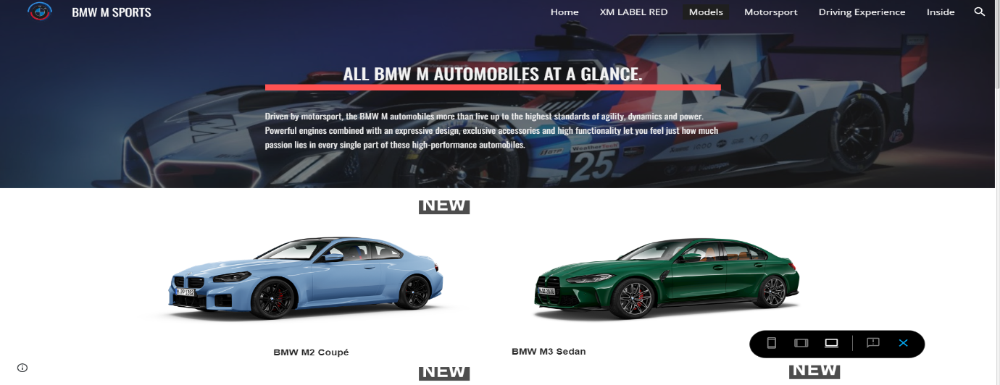 BMW M SPORTS
Home XM LABEL RED Models Motorsport Driving Experience Inside
ALL BMW M AUTOMOBILES AT A GLANCE.
Driven by motorsport, the BMW M automobiles more than live up to the highest standards of agility, dynamics and power.
Powerful engines combined with an expressive design, exclusive accessories and high functionality let you feel just how much
passion lies in every single part of these high-performance automobiles.
WeatherTech
GTP
25
NEW
BMW M2 Coupé
BMW M3 Sedan
NEW
NEW